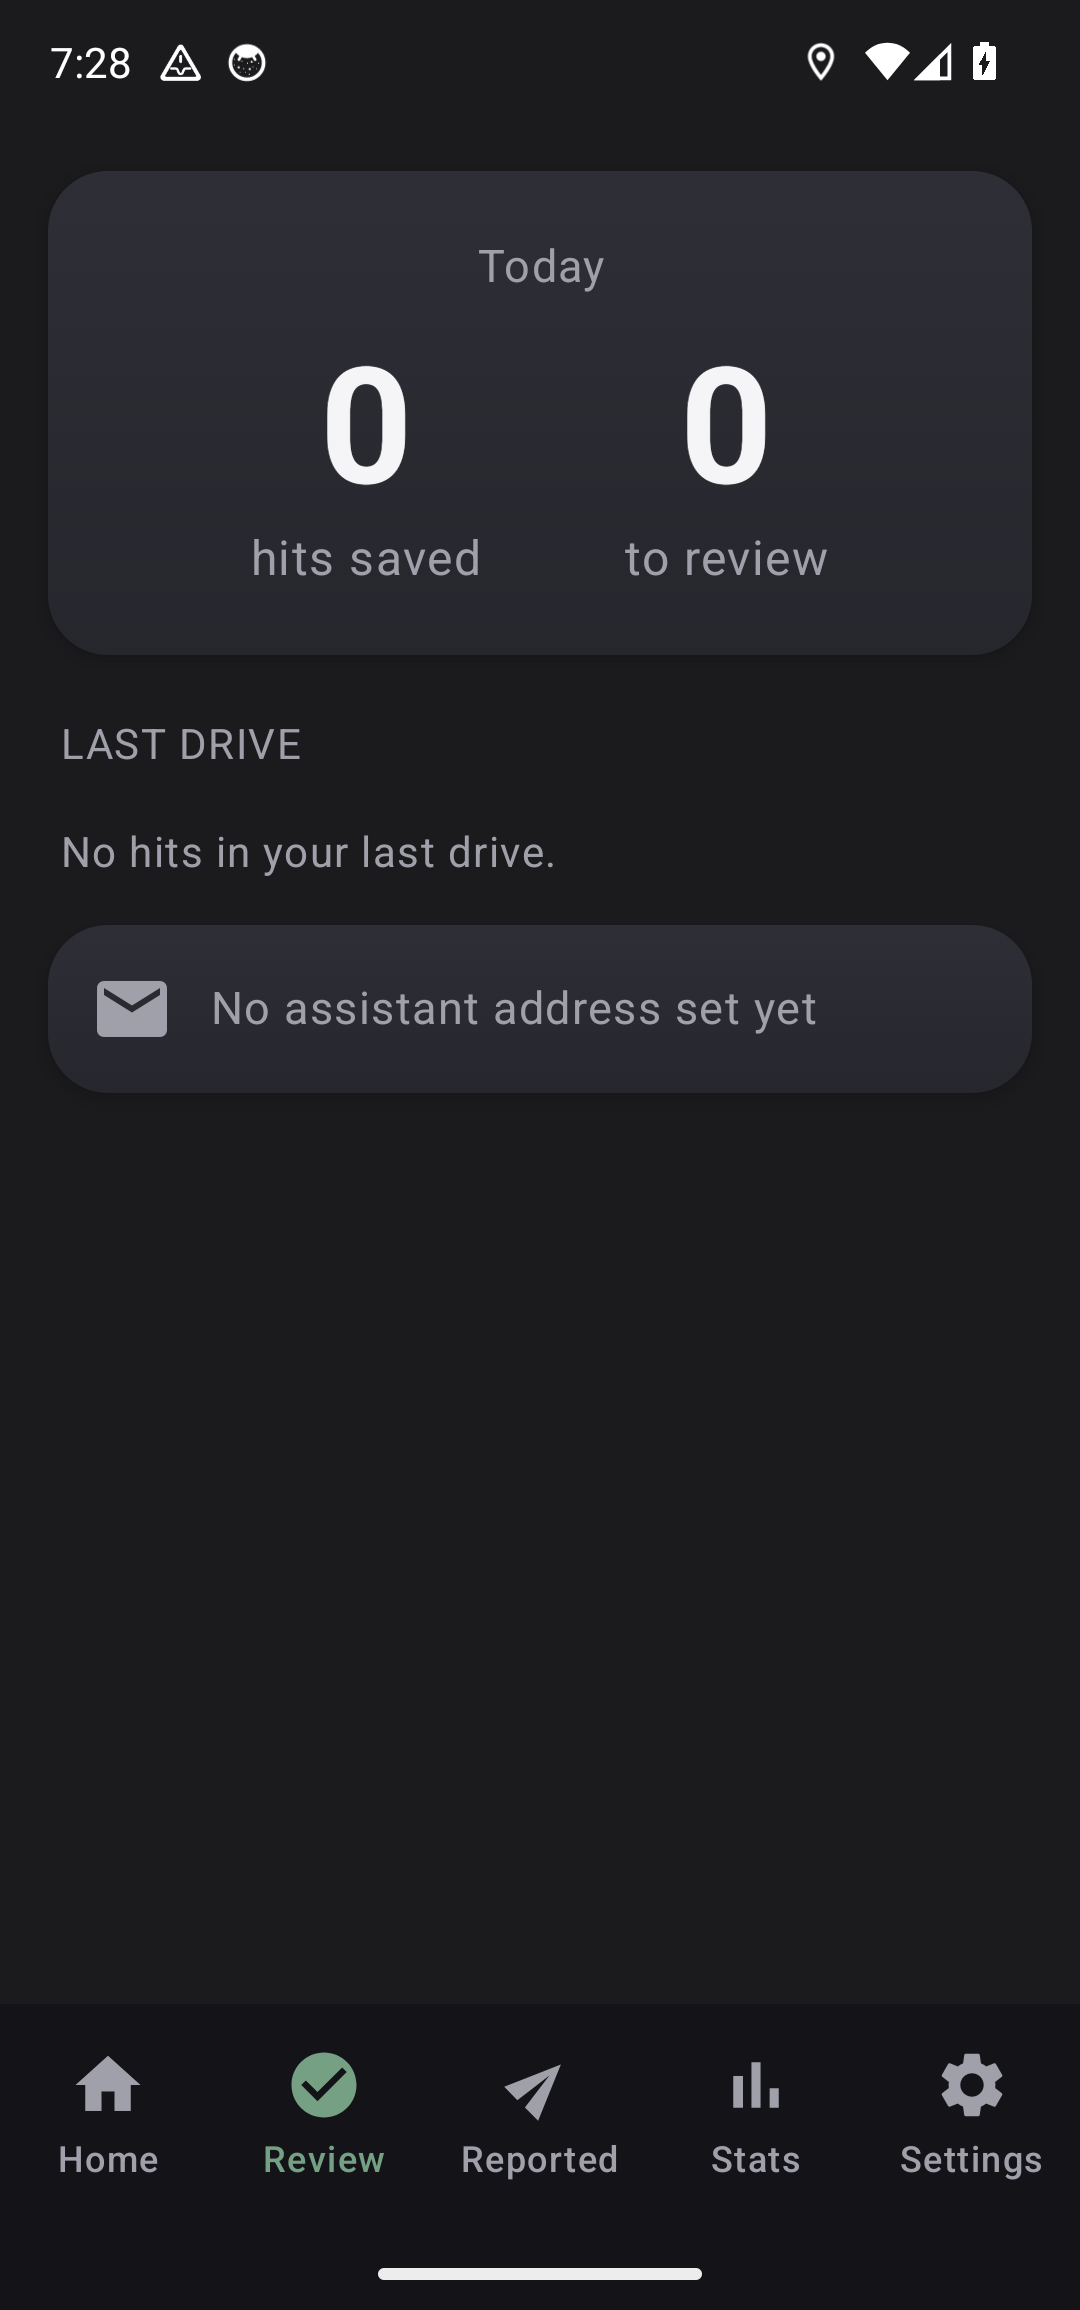 7:28
Today
0 0
hits saved to review
LAST DRIVE
No hits in your last drive.
No assistant address set yet
Home Review Reported Stats Settings